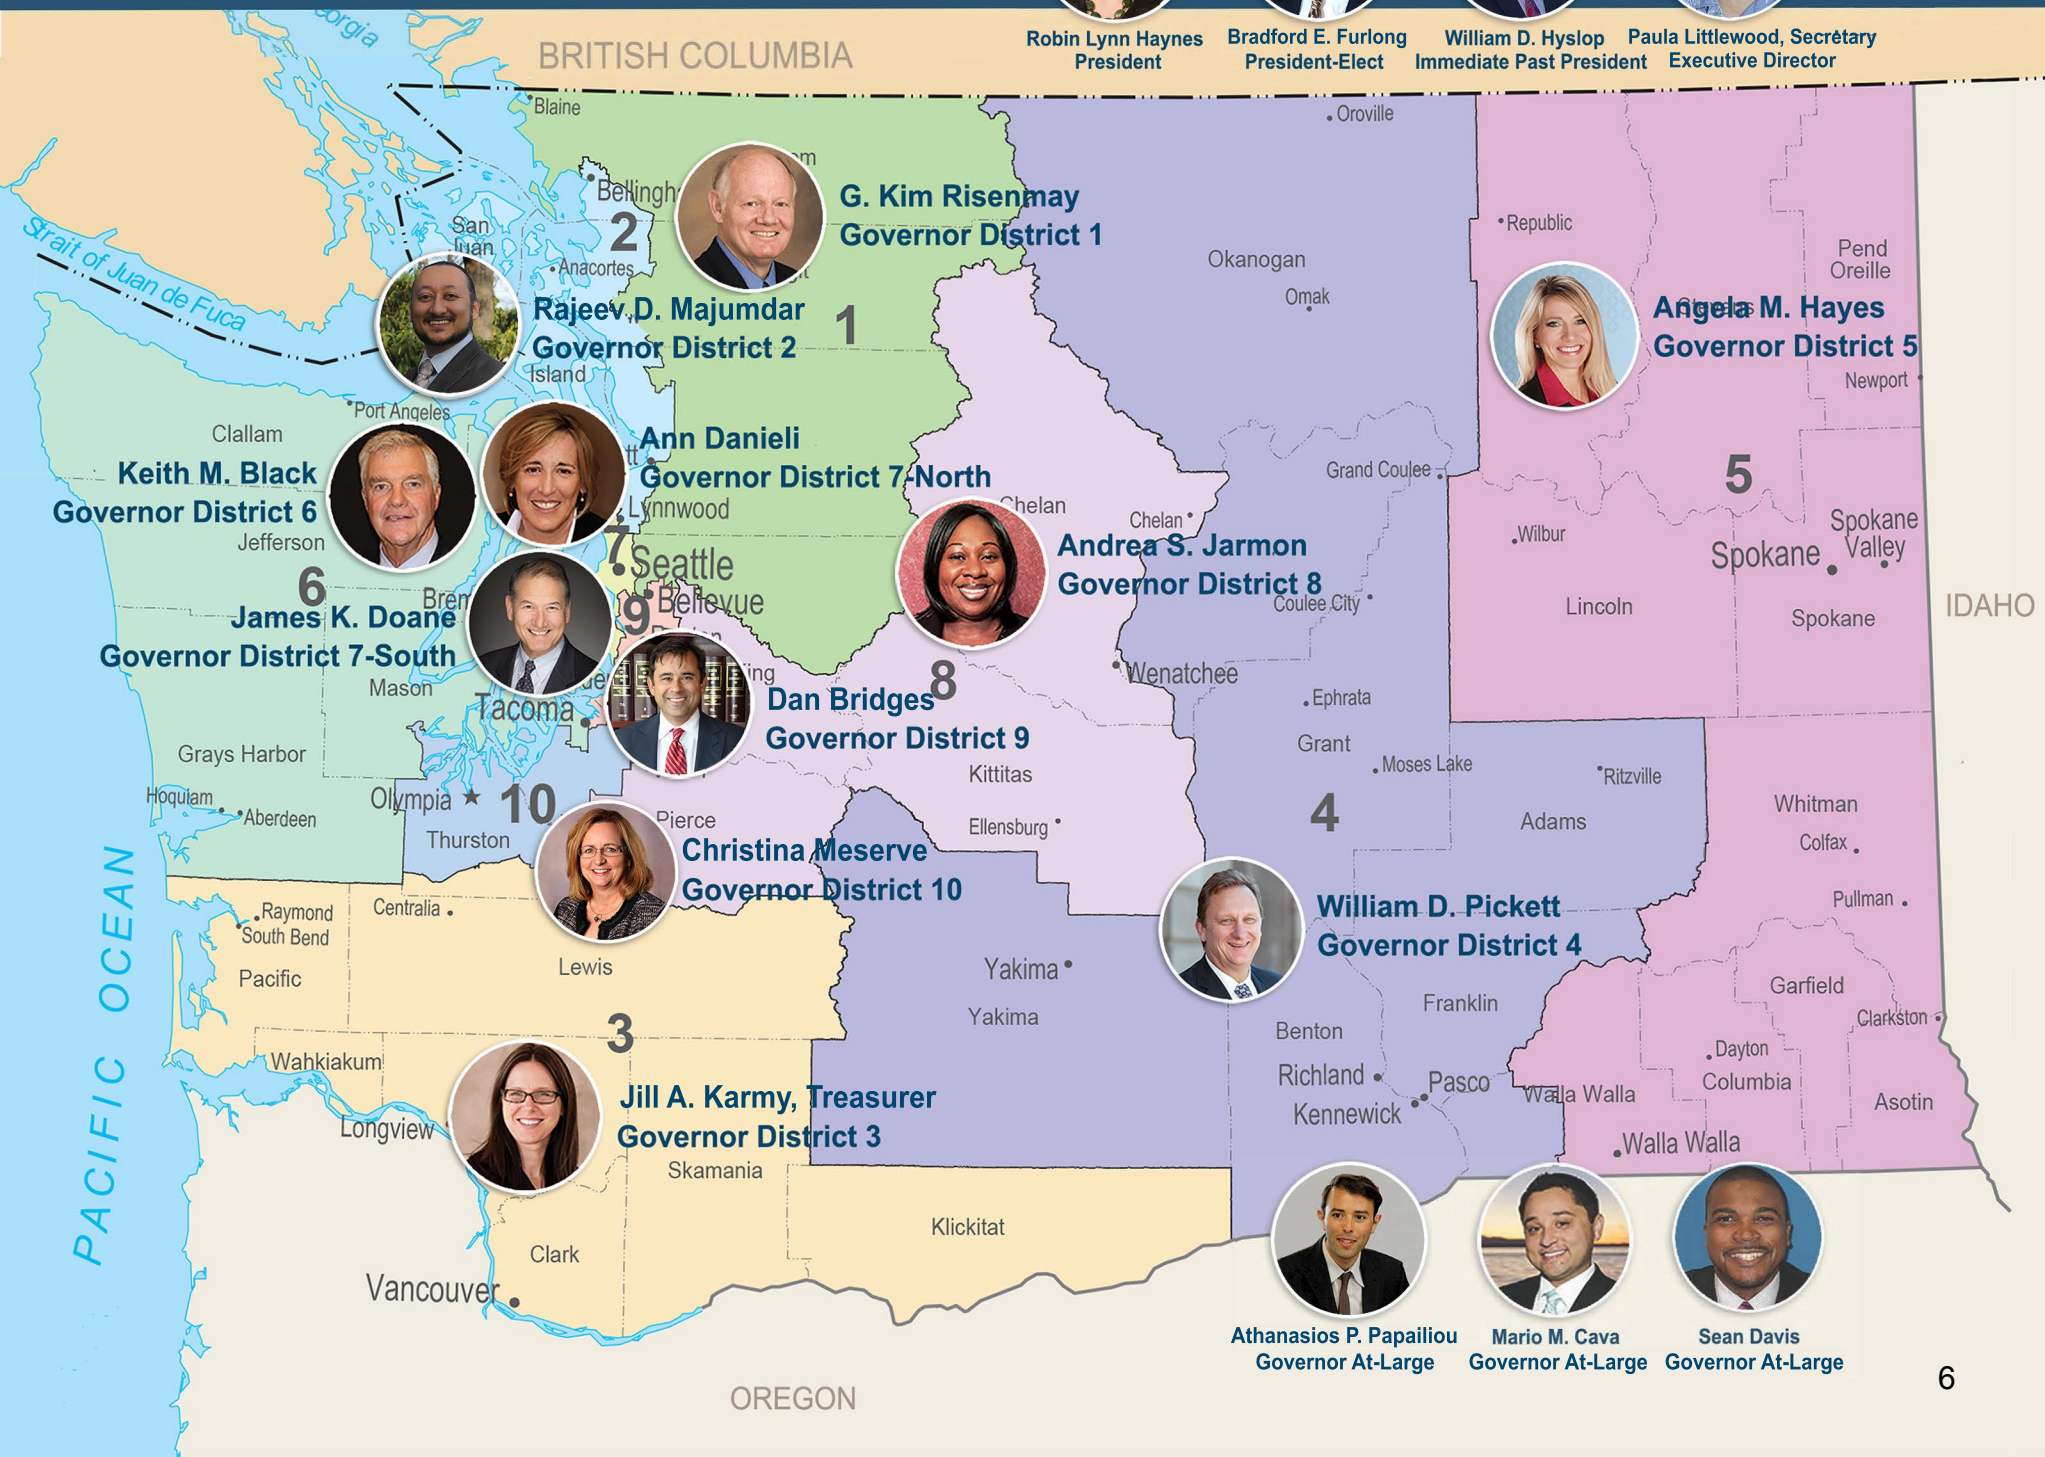 Robin Lynn Haynes
President
Bradford E. Furlong
President-Elect
William D. Hyslop
Immediate Past President
Paula Littlewood, Secretary
Executive Director
BRITISH COLUMBIA
Strait of Juan de Fuca
PACIFIC OCEAN
IDAHO
OREGON
Blaine
Oroville
G. Kim Risenmay
Governor District 1
1
2
San
Juan
Anacortes
Rajeev D. Majumdar
Governor District 2
Island
Okanogan
Omak
Republic
Pend
Oreille
Stevens
Angela M. Hayes
Governor District 5
Newport
5
Port Angeles
Clallam
Keith M. Black
Governor District 6
Jefferson
6
Ann Danieli
Governor District 7-North
Lynnwood
7
Seattle
Bellevue
9
Chelan
Chelan
Grand Coulee
Andrea S. Jarmon
Governor District 8
Coulee City
8
Wenatchee
Wilbur
Lincoln
Spokane
Spokane
Valley
Spokane
James K. Doane
Governor District 7-South
Mason
Tacoma
Dan Bridges
Governor District 9
Ephrata
Grant
Moses Lake
Ritzville
4
Adams
Whitman
Colfax
Pullman
Grays Harbor
Hoquiam
Aberdeen
Olympia
10
Thurston
Pierce
Kittitas
Ellensburg
Christina Meserve
Governor District 10
William D. Pickett
Governor District 4
Raymond
South Bend
Centralia
Pacific
Lewis
Yakima
Yakima
3
Wahkiakum
Benton
Franklin
Richland
Pasco
Kennewick
Garfield
Clarkston
Dayton
Columbia
Walla Walla
Asotin
Walla Walla
Longview
Jill A. Karmy, Treasurer
Governor District 3
Skamania
Klickitat
Clark
Vancouver
Athanasios P. Papailiou
Governor At-Large
Mario M. Cava
Governor At-Large
Sean Davis
Governor At-Large
6